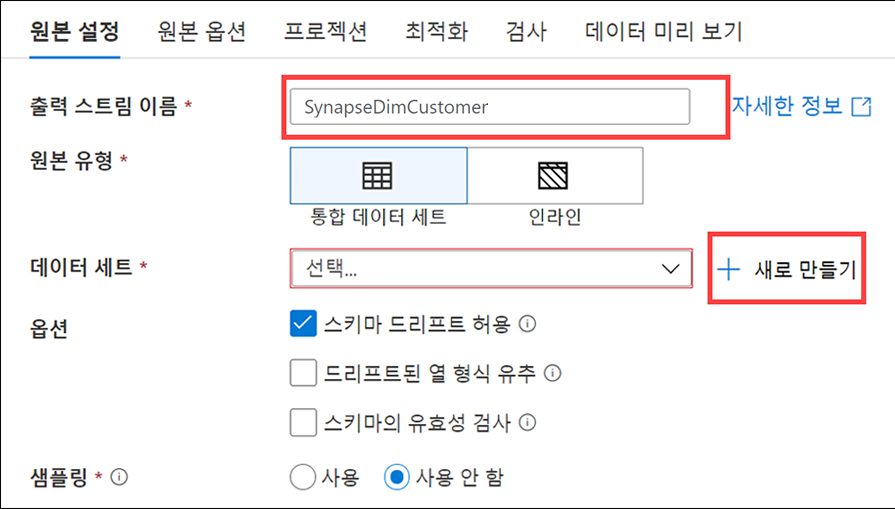 원본 설정 원본 옵션 프로젝션 최적화 검사 데이터 미리 보기
출력 스트림 이름 * SynapseDimCustomer 자세한 정보
원본 유형 *
통합 데이터 세트 인라인
데이터 세트 * 선택... + 새로 만들기
옵션 스키마 드리프트 허용
드리프트된 열 형식 유추
스키마의 유효성 검사
샘플링 * 사용 사용 안 함